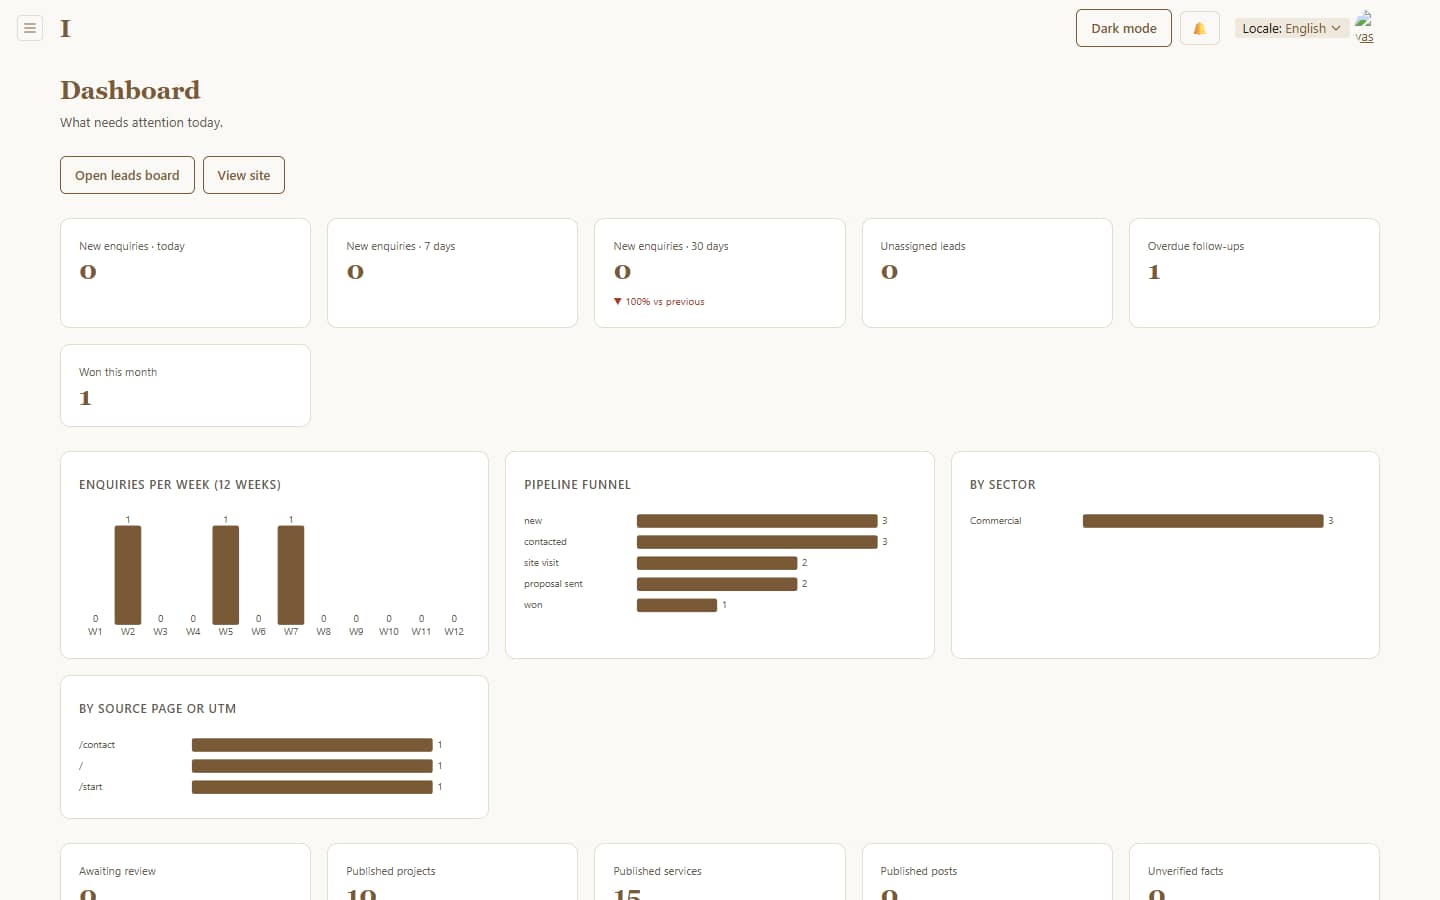 I
Dark mode
Locale: English
vas
Dashboard
What needs attention today.
Open leads board
View site
New enquiries · today
0
New enquiries · 7 days
0
New enquiries · 30 days
0
▼ 100% vs previous
Unassigned leads
0
Overdue follow-ups
1
Won this month
1
ENQUIRIES PER WEEK (12 WEEKS)
0 1 0 0 1 0 1 0 0 0 0 0
W1 W2 W3 W4 W5 W6 W7 W8 W9 W10 W11 W12
PIPELINE FUNNEL
new 3
contacted 3
site visit 2
proposal sent 2
won 1
BY SECTOR
Commercial 3
BY SOURCE PAGE OR UTM
/contact 1
/ 1
/start 1
Awaiting review
0
Published projects
10
Published services
15
Published posts
0
Unverified facts
0